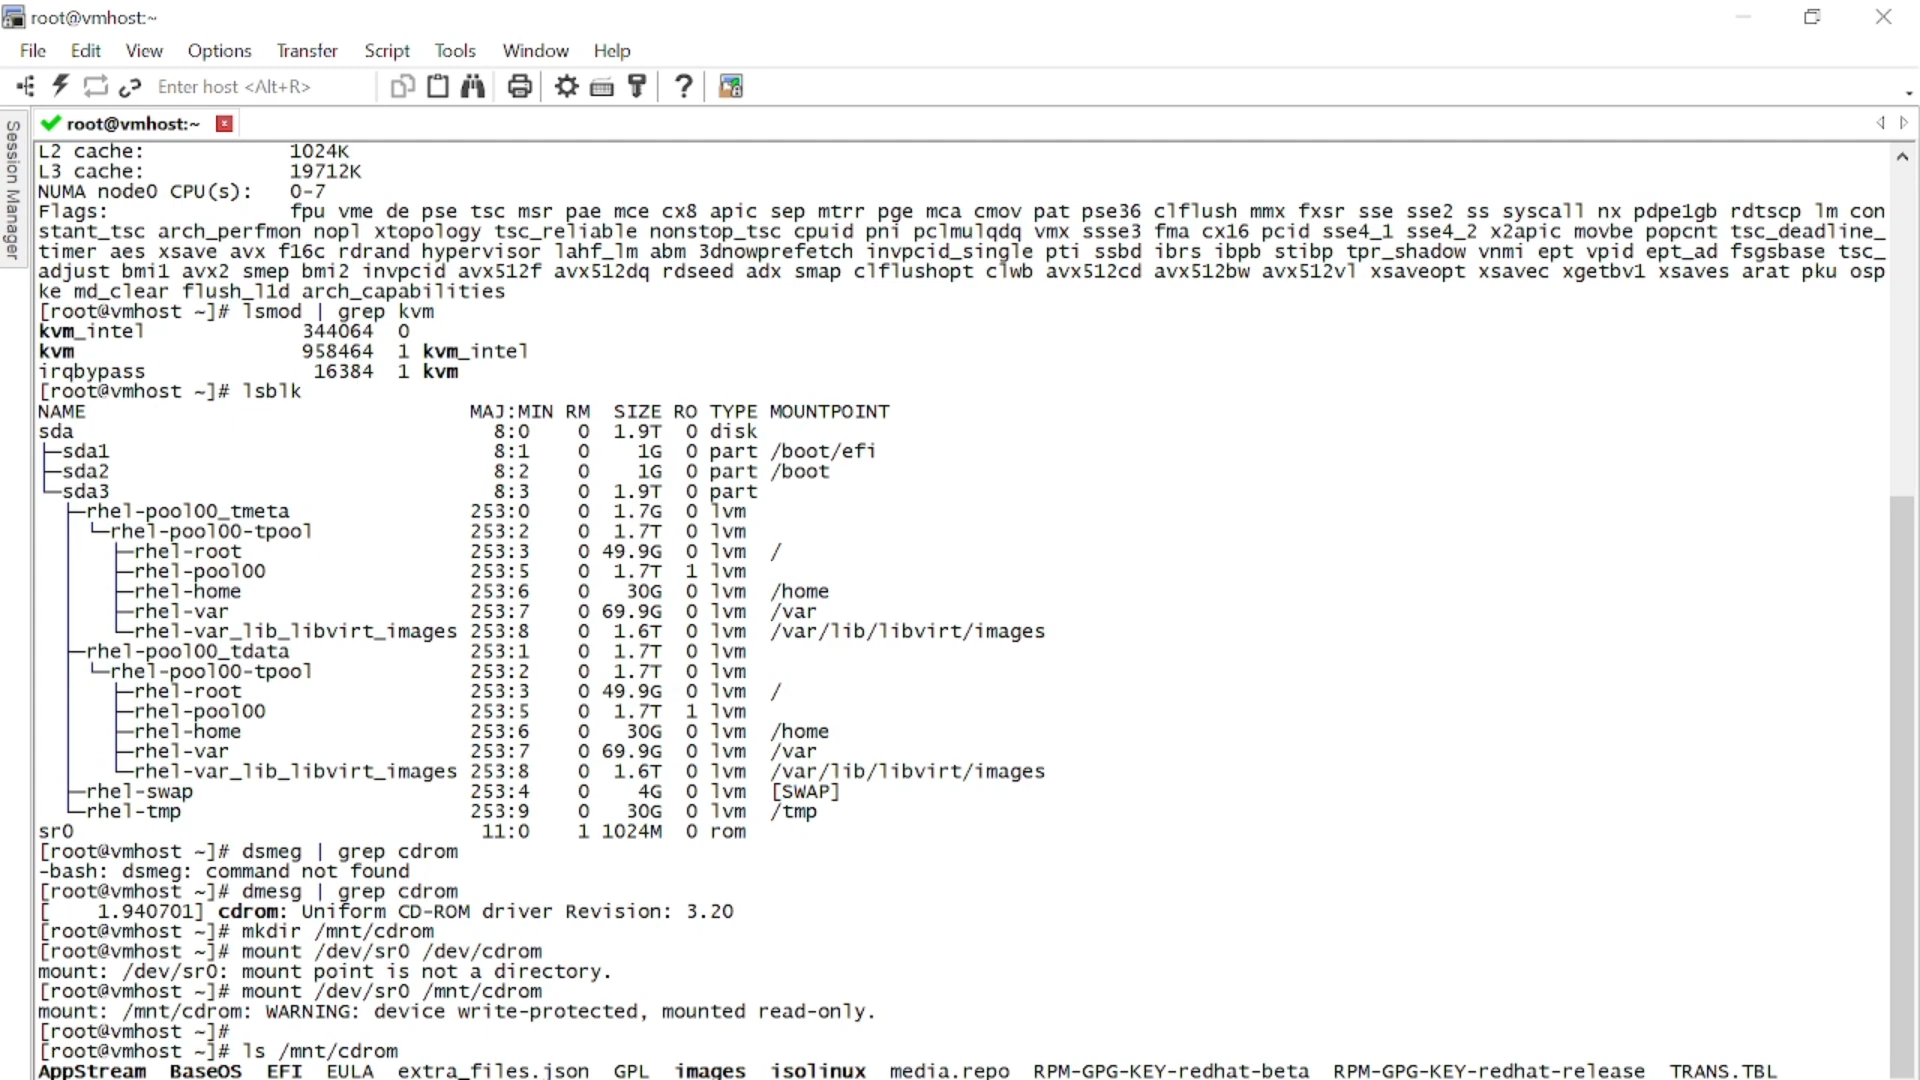 root@vmhost:~
File Edit View Options Transfer Script Tools Window Help
Enter host <Alt+R>
Session Manager
root@vmhost:~
L2 cache:            1024K
L3 cache:            19712K
NUMA node0 CPU(s):   0-7
Flags:               fpu vme de pse tsc msr pae mce cx8 apic sep mtrr pge mca cmov pat pse36 clflush mmx fxsr sse sse2 ss syscall nx pdpe1gb rdtscp lm con
stant_tsc arch_perfmon nopl xtopology tsc_reliable nonstop_tsc cpuid pni pclmulqdq vmx ssse3 fma cx16 pcid sse4_1 sse4_2 x2apic movbe popcnt tsc_deadline_
timer aes xsave avx f16c rdrand hypervisor lahf_lm abm 3dnowprefetch invpcid_single pti ssbd ibrs ibpb stibp tpr_shadow vnmi ept vpid ept_ad fsgsbase tsc_
adjust bmi1 avx2 smep bmi2 invpcid avx512f avx512dq rdseed adx smap clflushopt clwb avx512cd avx512bw avx512vl xsaveopt xsavec xgetbv1 xsaves arat pku osp
ke md_clear flush_l1d arch_capabilities
[root@vmhost ~]# lsmod | grep kvm
kvm_intel             344064  0
kvm                   958464  1 kvm_intel
irqbypass              16384  1 kvm
[root@vmhost ~]# lsblk
NAME                                MAJ:MIN RM  SIZE RO TYPE MOUNTPOINT
sda                                   8:0    0  1.9T  0 disk
├─sda1                                8:1    0    1G  0 part /boot/efi
├─sda2                                8:2    0    1G  0 part /boot
└─sda3                                8:3    0  1.9T  0 part
  ├─rhel-pool00_tmeta               253:0    0  1.7G  0 lvm
  │ └─rhel-pool00-tpool             253:2    0  1.7T  0 lvm
  │   ├─rhel-root                   253:3    0 49.9G  0 lvm  /
  │   ├─rhel-pool00                 253:5    0  1.7T  1 lvm
  │   ├─rhel-home                   253:6    0   30G  0 lvm  /home
  │   ├─rhel-var                    253:7    0 69.9G  0 lvm  /var
  │   └─rhel-var_lib_libvirt_images 253:8    0  1.6T  0 lvm  /var/lib/libvirt/images
  ├─rhel-pool00_tdata               253:1    0  1.7T  0 lvm
  │ └─rhel-pool00-tpool             253:2    0  1.7T  0 lvm
  │   ├─rhel-root                   253:3    0 49.9G  0 lvm  /
  │   ├─rhel-pool00                 253:5    0  1.7T  1 lvm
  │   ├─rhel-home                   253:6    0   30G  0 lvm  /home
  │   ├─rhel-var                    253:7    0 69.9G  0 lvm  /var
  │   └─rhel-var_lib_libvirt_images 253:8    0  1.6T  0 lvm  /var/lib/libvirt/images
  ├─rhel-swap                       253:4    0    4G  0 lvm  [SWAP]
  └─rhel-tmp                        253:9    0   30G  0 lvm  /tmp
sr0                                  11:0    1 1024M  0 rom
[root@vmhost ~]# dsmeg | grep cdrom
-bash: dsmeg: command not found
[root@vmhost ~]# dmesg | grep cdrom
[    1.940701] cdrom: Uniform CD-ROM driver Revision: 3.20
[root@vmhost ~]# mkdir /mnt/cdrom
[root@vmhost ~]# mount /dev/sr0 /dev/cdrom
mount: /dev/sr0: mount point is not a directory.
[root@vmhost ~]# mount /dev/sr0 /mnt/cdrom
mount: /mnt/cdrom: WARNING: device write-protected, mounted read-only.
[root@vmhost ~]#
[root@vmhost ~]# ls /mnt/cdrom
AppStream  BaseOS  EFI  EULA  extra_files.json  GPL  images  isolinux  media.repo  RPM-GPG-KEY-redhat-beta  RPM-GPG-KEY-redhat-release  TRANS.TBL